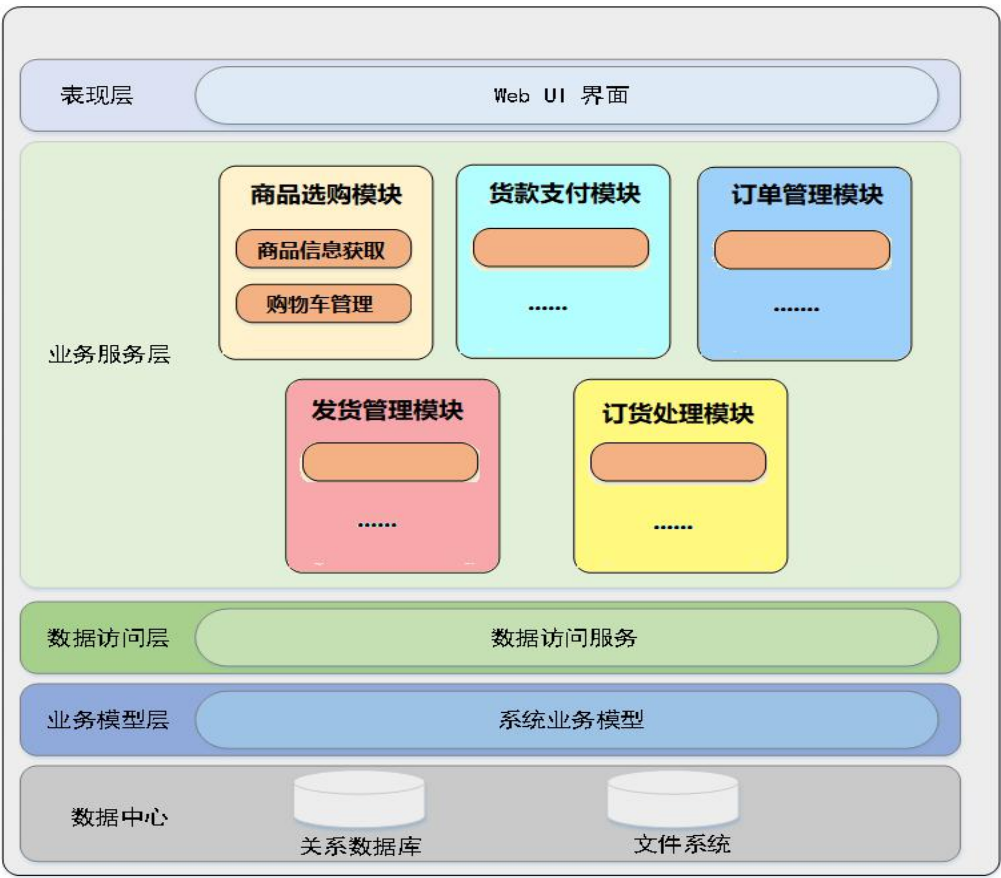 表现层
Web UI 界面
业务服务层
商品选购模块
商品信息获取
购物车管理
货款支付模块
......
订单管理模块
.......
发货管理模块
......
订货处理模块
......
数据访问层
数据访问服务
业务模型层
系统业务模型
数据中心
关系数据库
文件系统